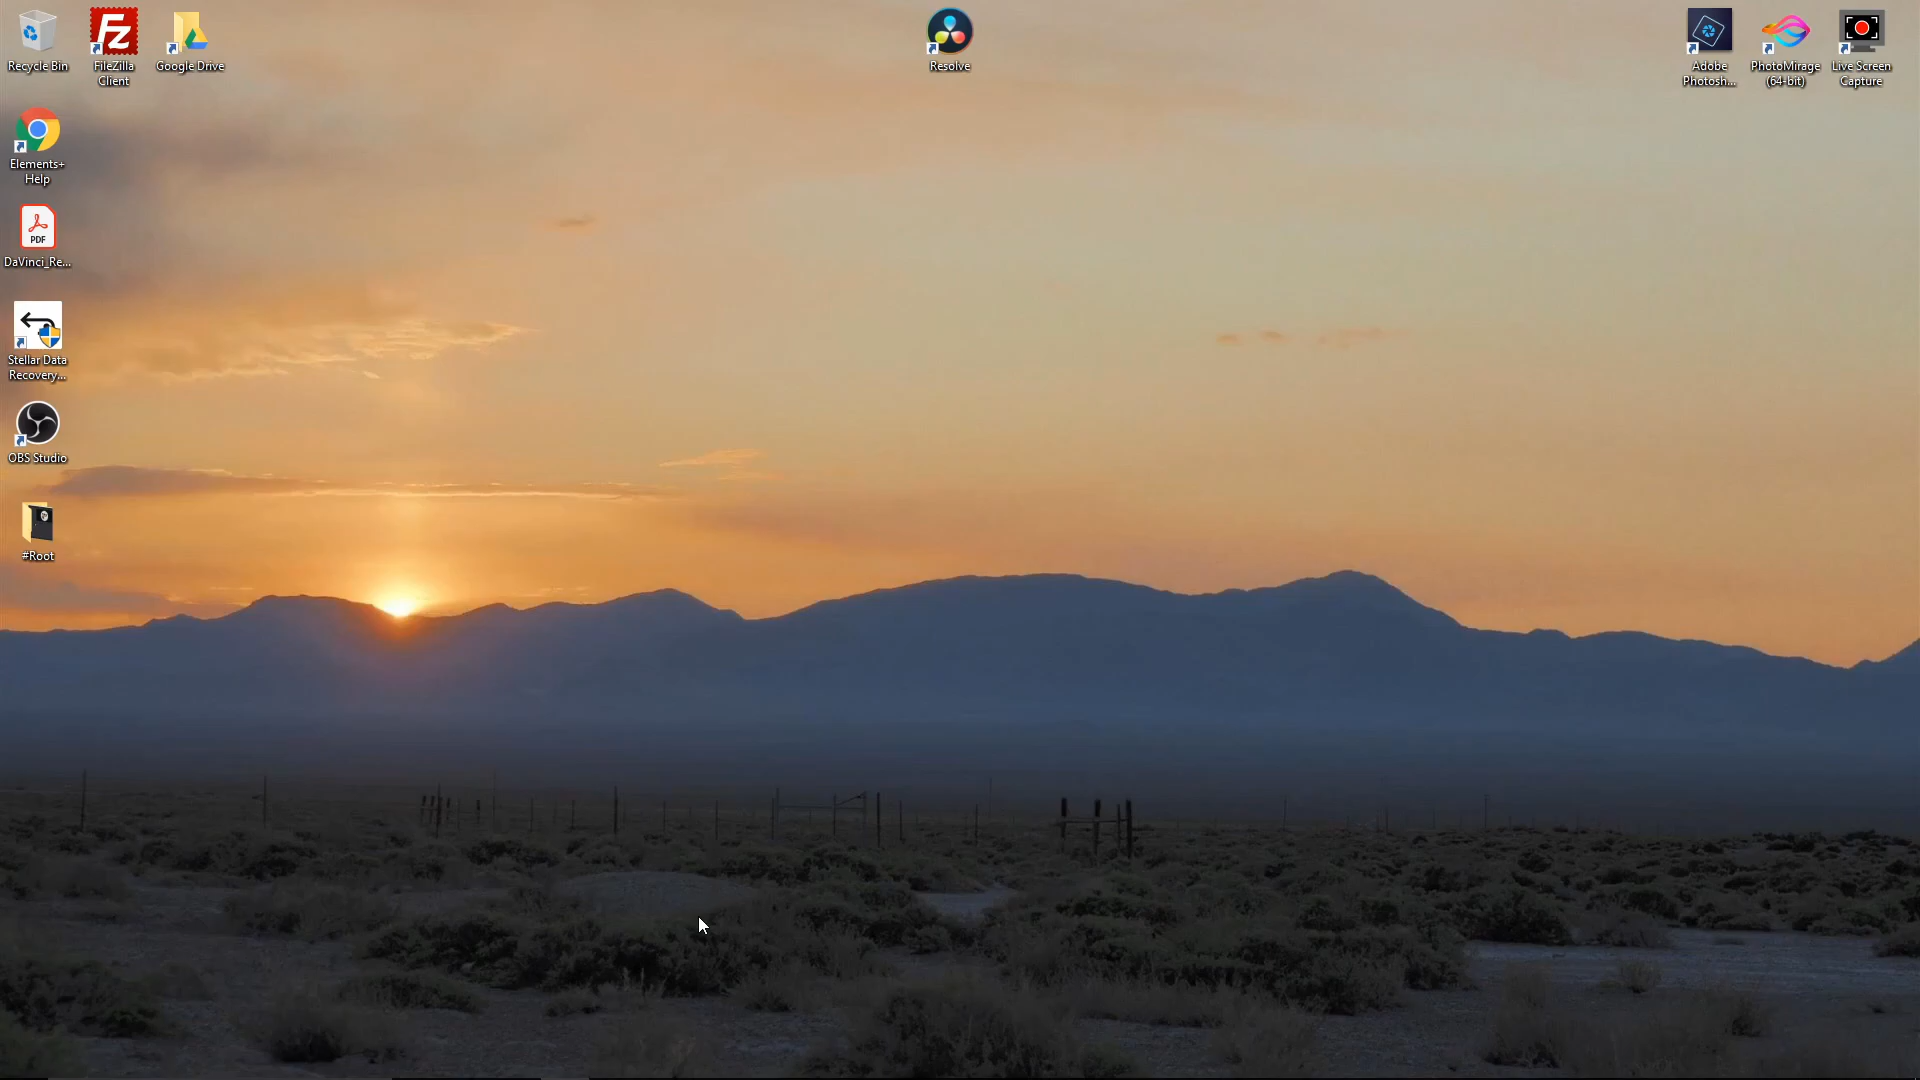 Recycle Bin
FileZilla
Client
Google Drive
Resolve
Adobe
Photosh...
PhotoMirage
(64-bit)
Live Screen
Capture
Elements+
Help
PDF
DaVinci_Re...
Stellar Data
Recovery...
OBS Studio
#Root